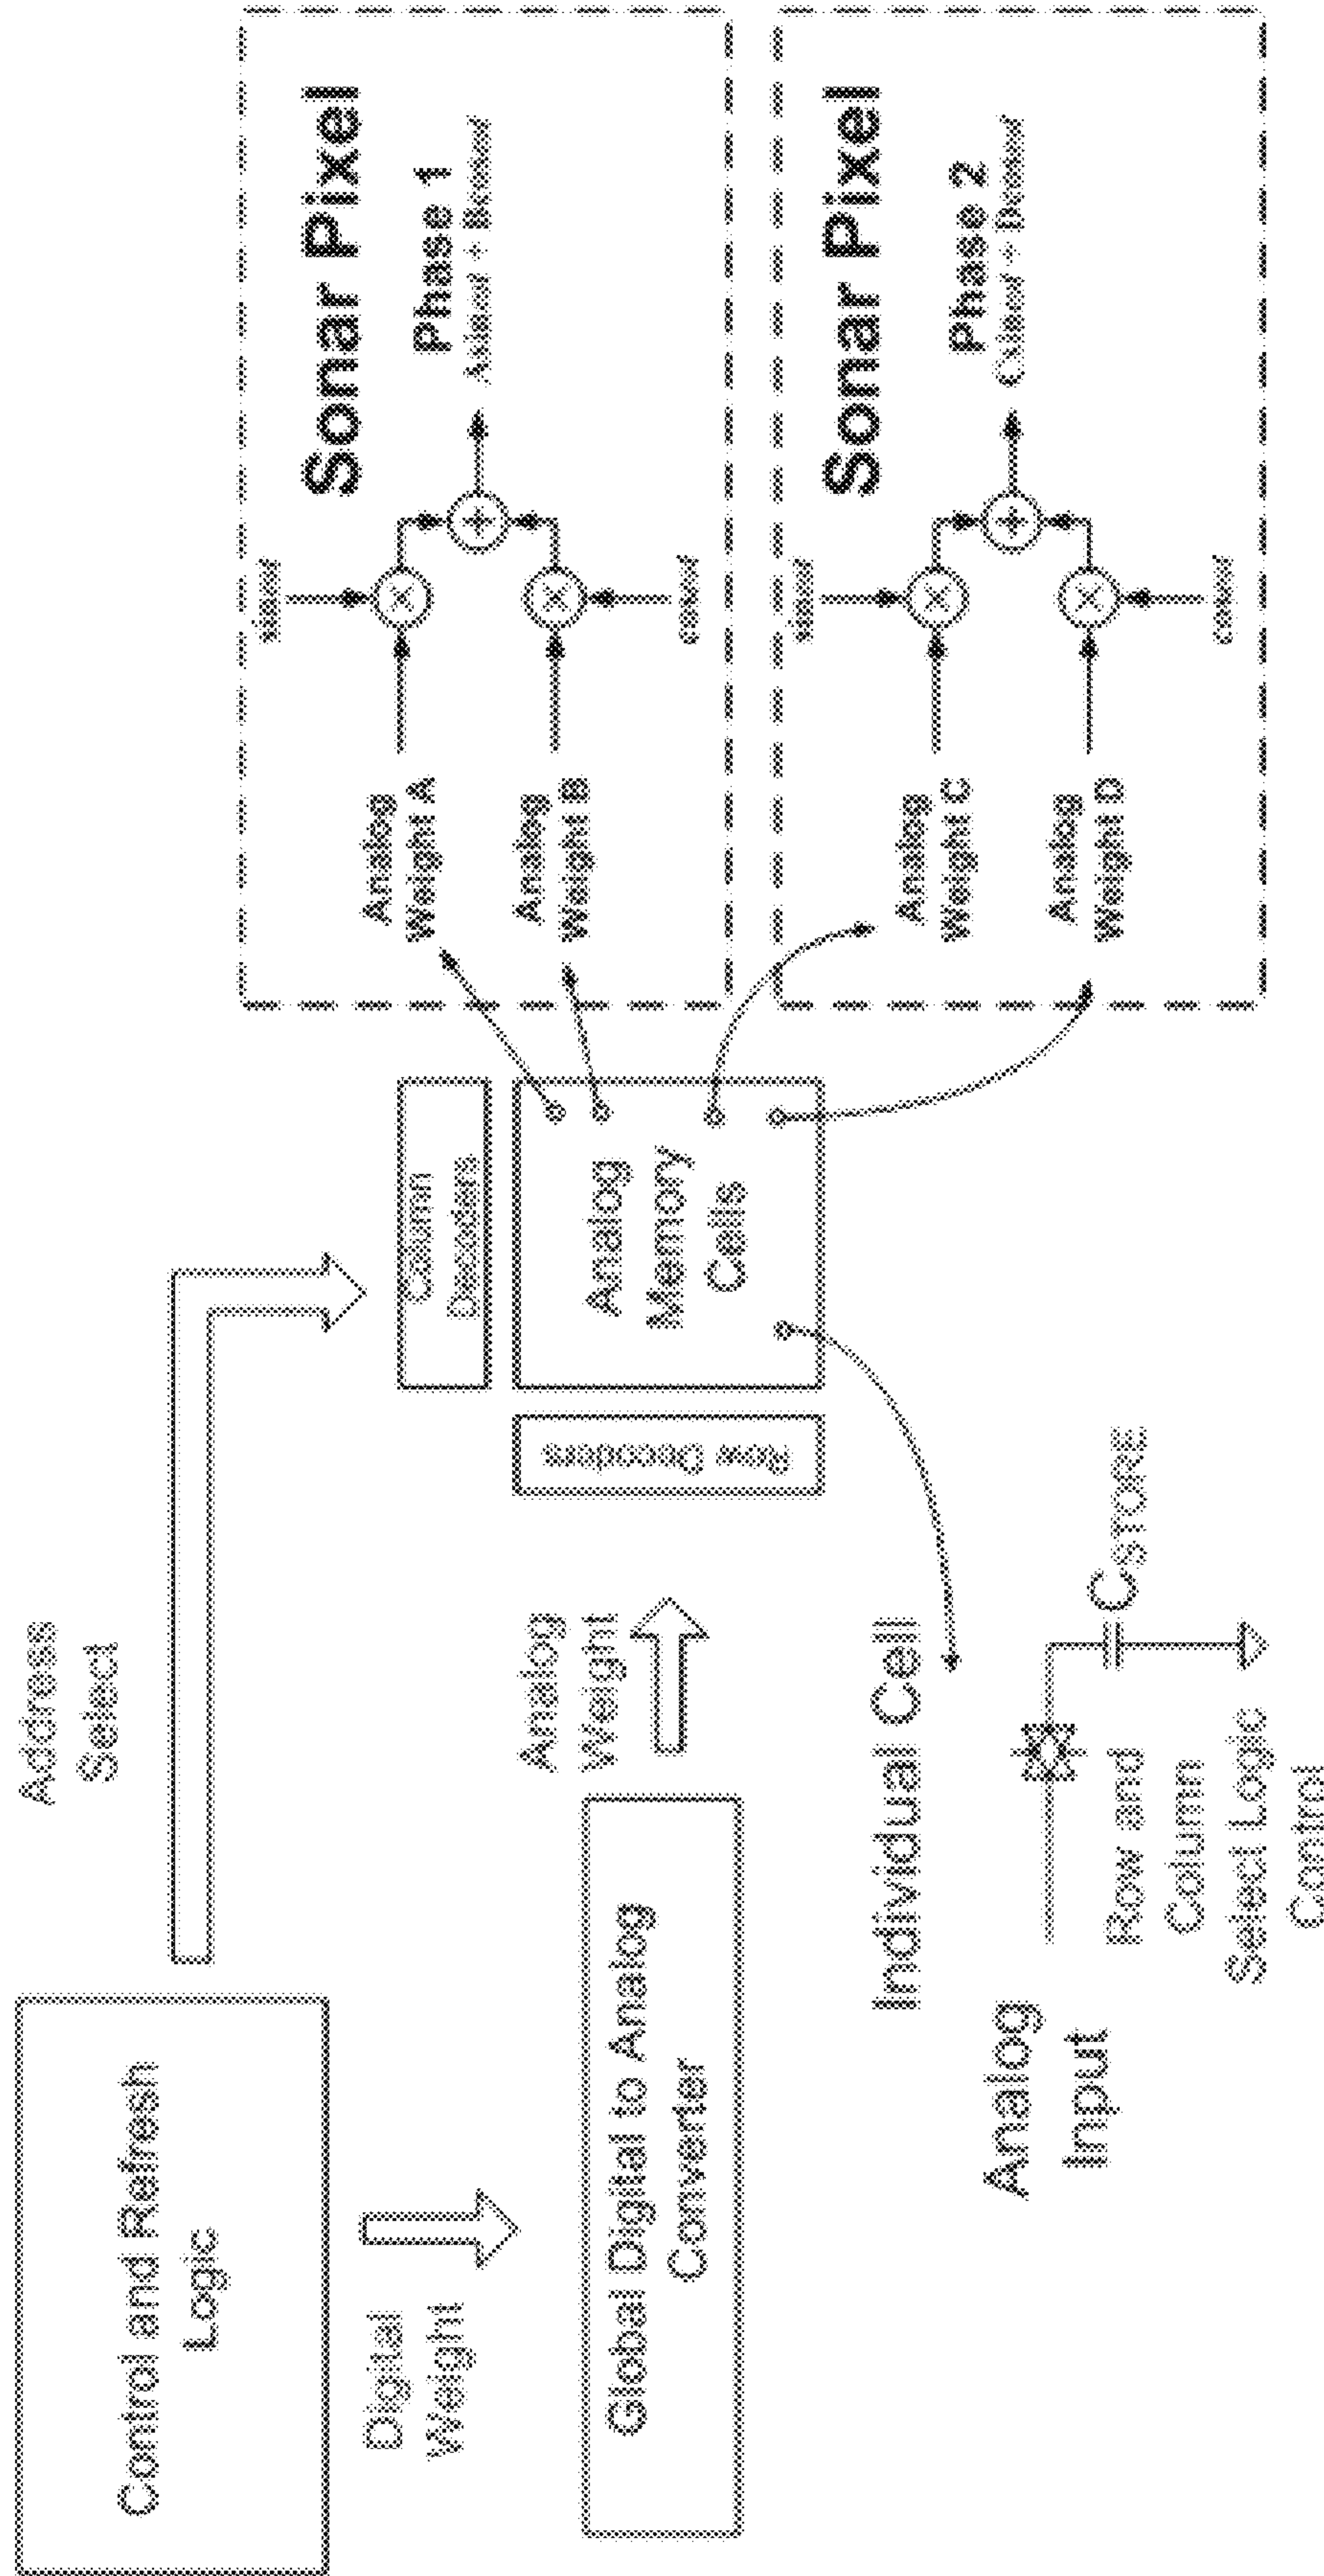 Control and Refresh
Logic
Address
Select
Digital
Weight
Global Digital to Analog
Converter
Analog
Weight
Column
Decoders
Row Decoders
Analog
Memory
Cells
Individual Cell
Analog
Input
Row and
Column
Select Logic
Control
CSTORE
Sonar Pixel
Phase 1
Analog
Weight A
Analog
Weight B
Sonar Pixel
Phase 2
Analog
Weight C
Analog
Weight D